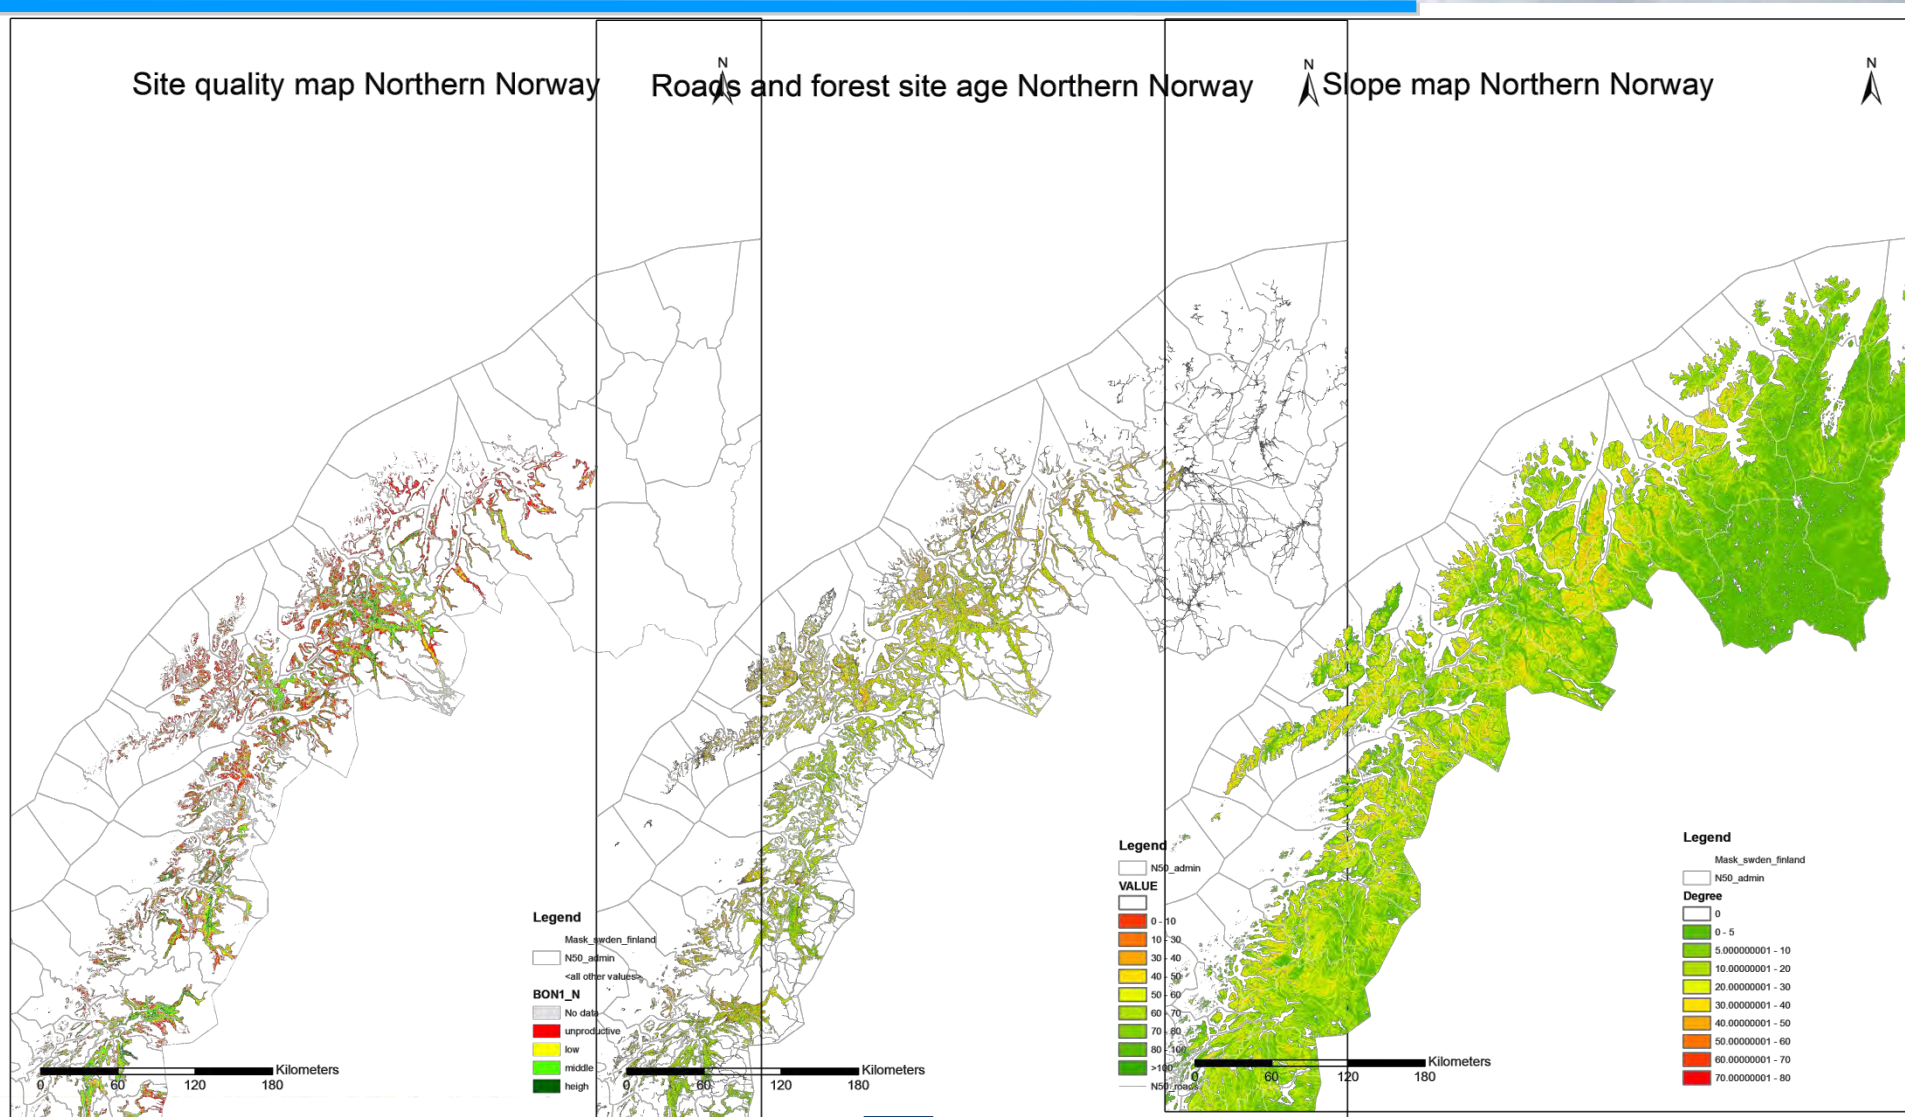 Site quality map Northern Norway
N
Legend
Mask_swden_finland
N50_admin
<all other values>
BON1_N
No data
unproductive
low
middle
heigh
0 60 120 180 Kilometers
Roads and forest site age Northern Norway
N
Legend
N50_admin
VALUE
0 - 10
10 - 30
30 - 40
40 - 50
50 - 60
60 - 70
70 - 80
80 - 100
>100
N50_roads
0 60 120 180 Kilometers
Slope map Northern Norway
N
Legend
Mask_swden_finland
N50_admin
Degree
0
0 - 5
5.000000001 - 10
10.00000001 - 20
20.00000001 - 30
30.00000001 - 40
40.00000001 - 50
50.00000001 - 60
60.00000001 - 70
70.00000001 - 80
0 60 120 180 Kilometers